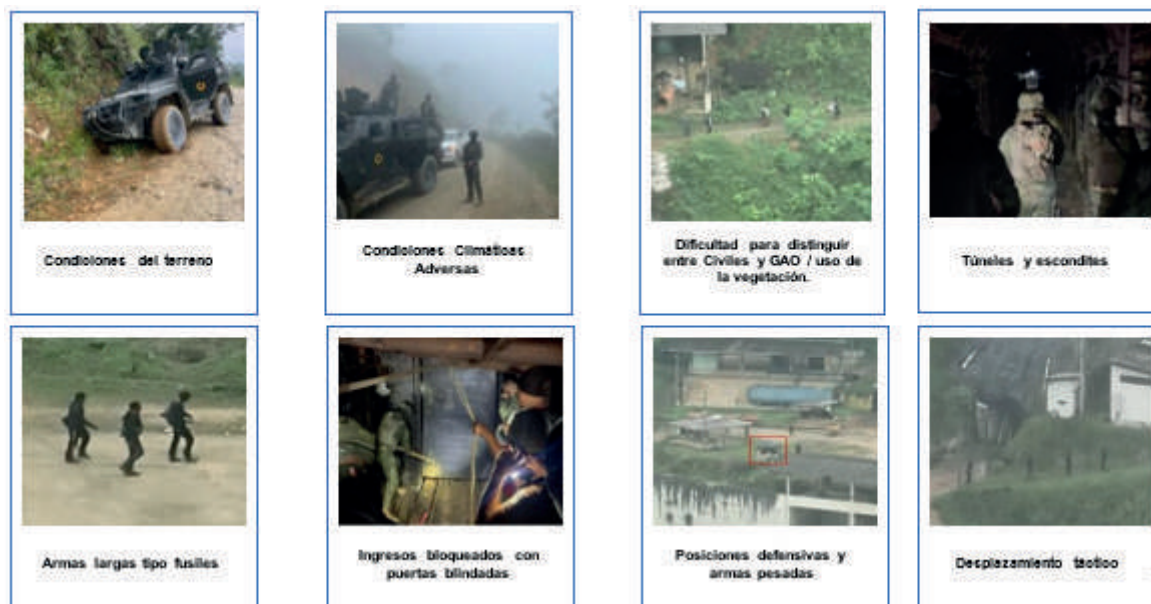 Condiciones del terreno
Condiciones Climáticas
Adversas
Dificultad para distinguir
entre Civiles y GAO / uso de
la vegetación.
Túneles y escondites
Armas largas tipo fusiles
Ingresos bloqueados con
puertas blindadas
Posiciones defensivas y
armas pesadas
Desplazamiento táctico